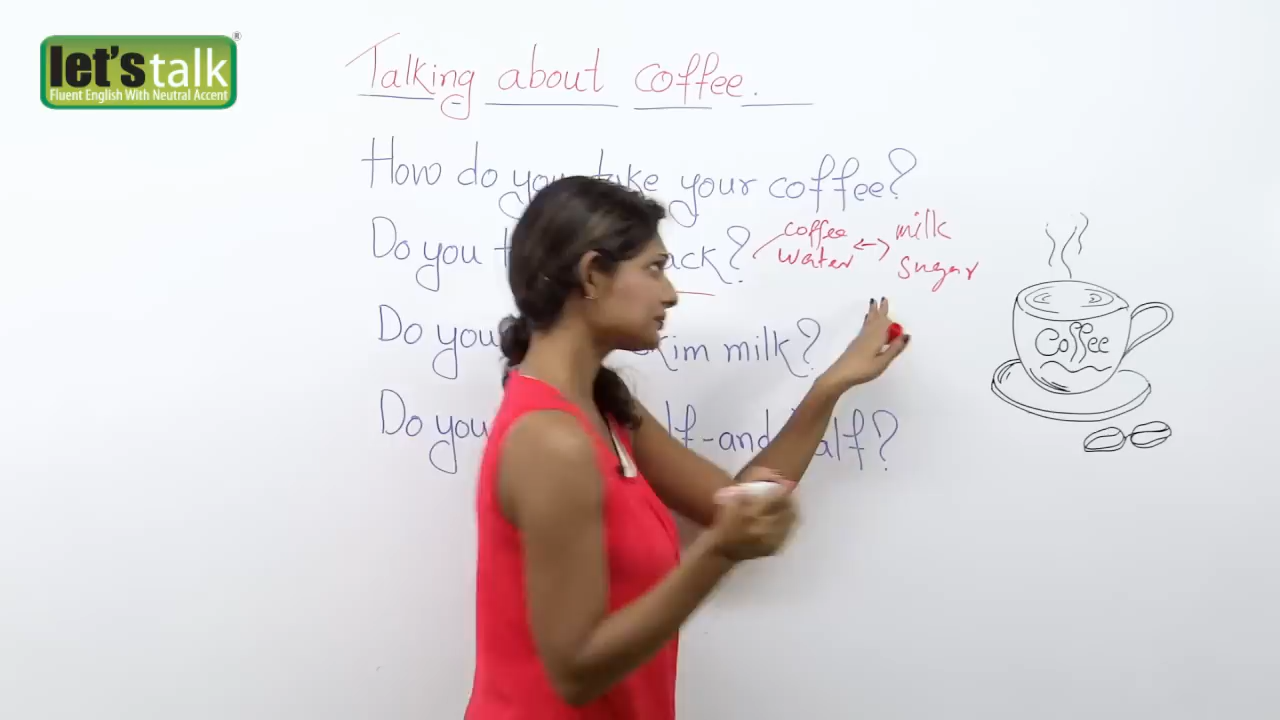 let's talk®
Fluent English With Neutral Accent
Talking about coffee.
How do you take your coffee?
Do you ack?
coffee ↔ milk
water sugar
Do you kim milk?
Do you lf-and alf?
Coffee